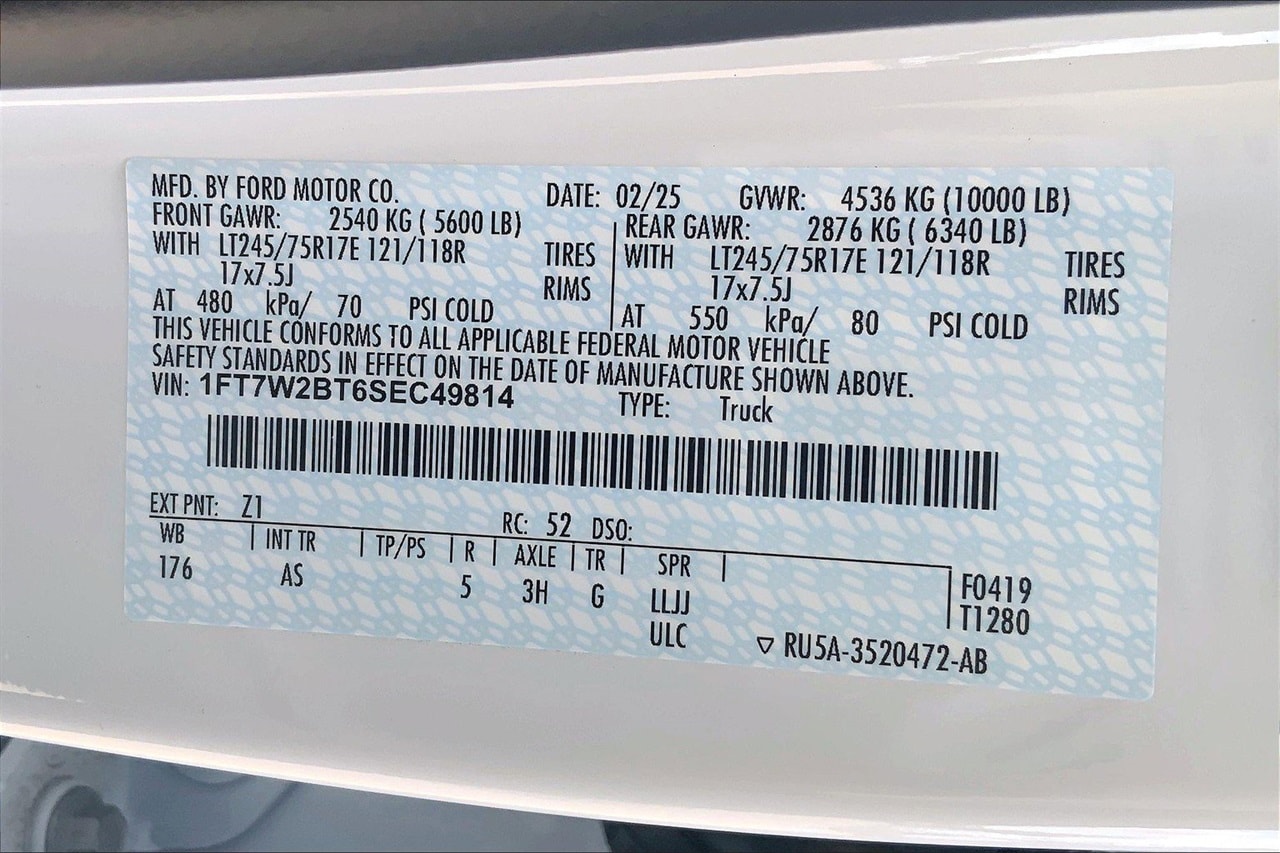 MFD. BY FORD MOTOR CO. DATE: 02/25 GVWR: 4536 KG (10000 LB)
FRONT GAWR: 2540 KG ( 5600 LB) REAR GAWR: 2876 KG ( 6340 LB)
WITH LT245/75R17E 121/118R TIRES WITH LT245/75R17E 121/118R TIRES
17x7.5J RIMS 17x7.5J RIMS
AT 480 kPa/ 70 PSI COLD AT 550 kPa/ 80 PSI COLD
THIS VEHICLE CONFORMS TO ALL APPLICABLE FEDERAL MOTOR VEHICLE
SAFETY STANDARDS IN EFFECT ON THE DATE OF MANUFACTURE SHOWN ABOVE.
VIN: 1FT7W2BT6SEC49814 TYPE: Truck
EXT PNT: Z1 RC: 52 DSO:
WB INT TR TP/PS R AXLE TR SPR
176 AS 5 3H G LLJJ F0419
ULC T1280
▽ RU5A-3520472-AB